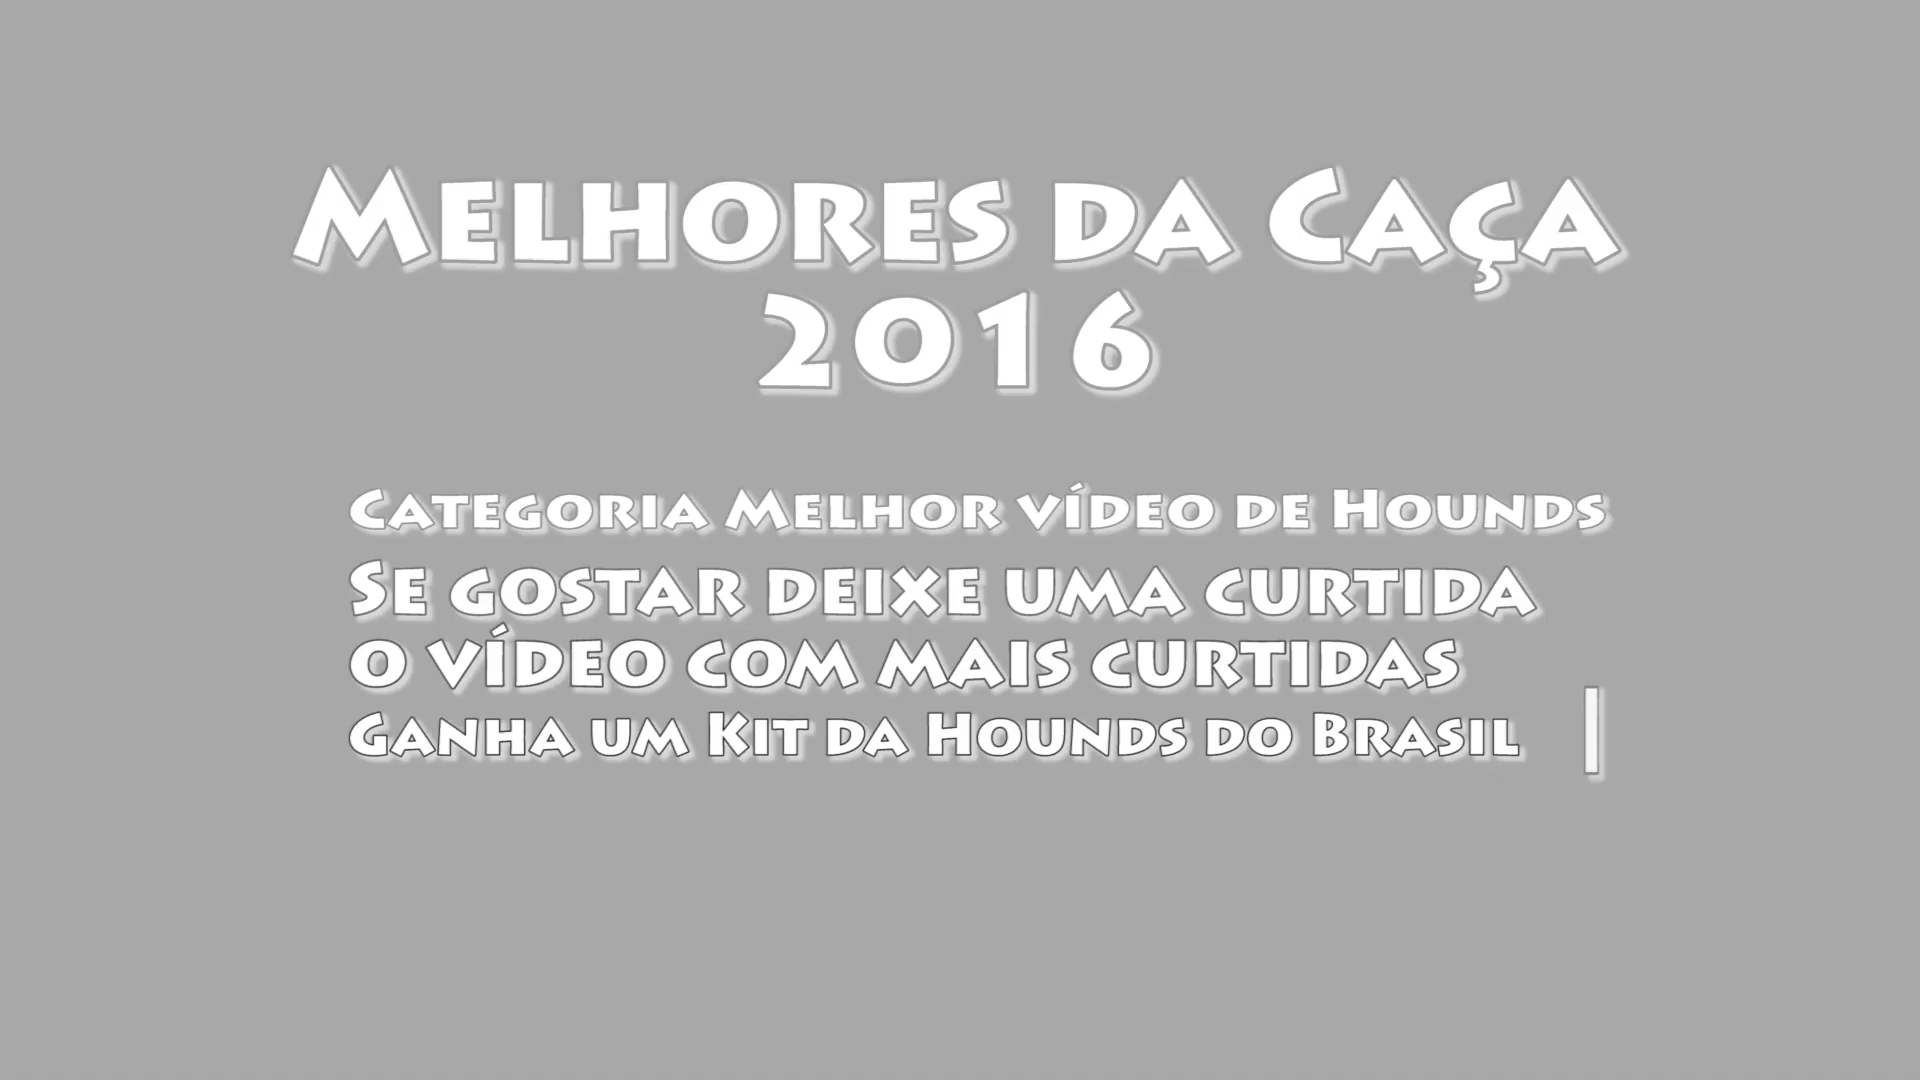 Melhores da Caça
2016
Categoria Melhor vídeo de Hounds
Se gostar deixe uma curtida
o vídeo com mais curtidas
Ganha um Kit da Hounds do Brasil